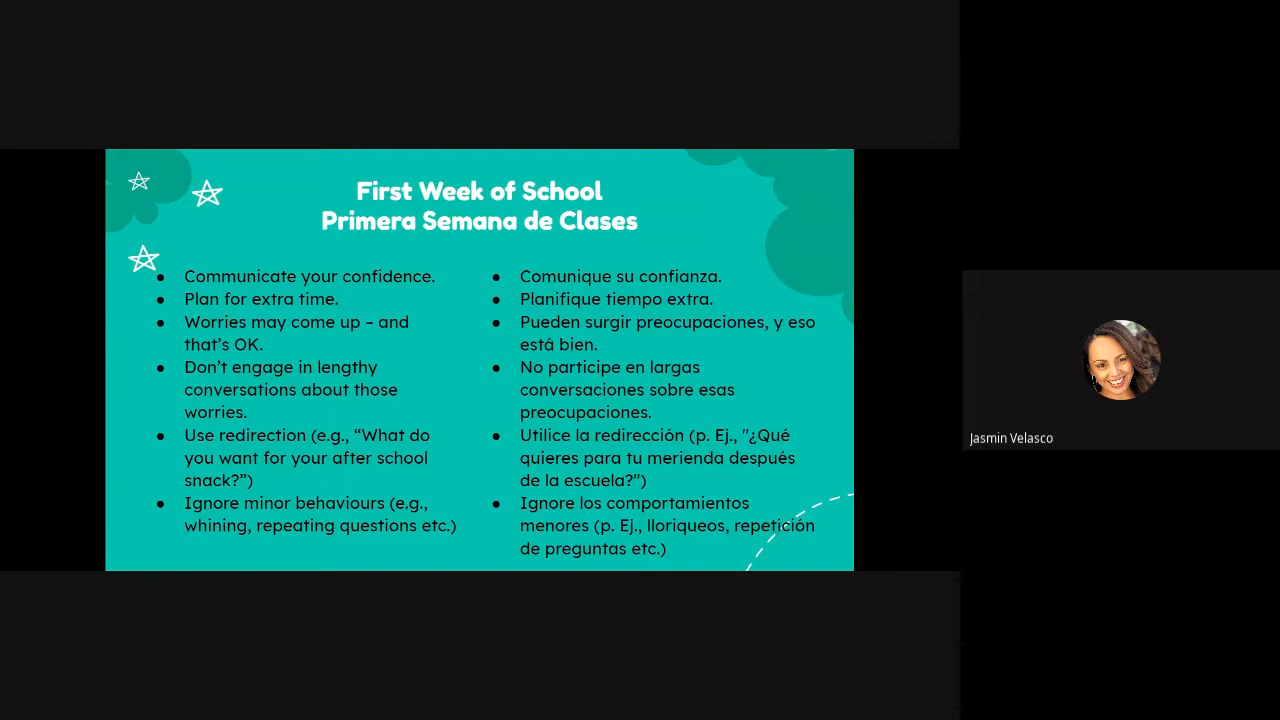 First Week of School
Primera Semana de Clases
● Communicate your confidence.
● Plan for extra time.
● Worries may come up – and
that’s OK.
● Don’t engage in lengthy
conversations about those
worries.
● Use redirection (e.g., “What do
you want for your after school
snack?”)
● Ignore minor behaviours (e.g.,
whining, repeating questions etc.)
● Comunique su confianza.
● Planifique tiempo extra.
● Pueden surgir preocupaciones, y eso
está bien.
● No participe en largas
conversaciones sobre esas
preocupaciones.
● Utilice la redirección (p. Ej., "¿Qué
quieres para tu merienda después
de la escuela?")
● Ignore los comportamientos
menores (p. Ej., lloriqueos, repetición
de preguntas etc.)
Jasmin Velasco